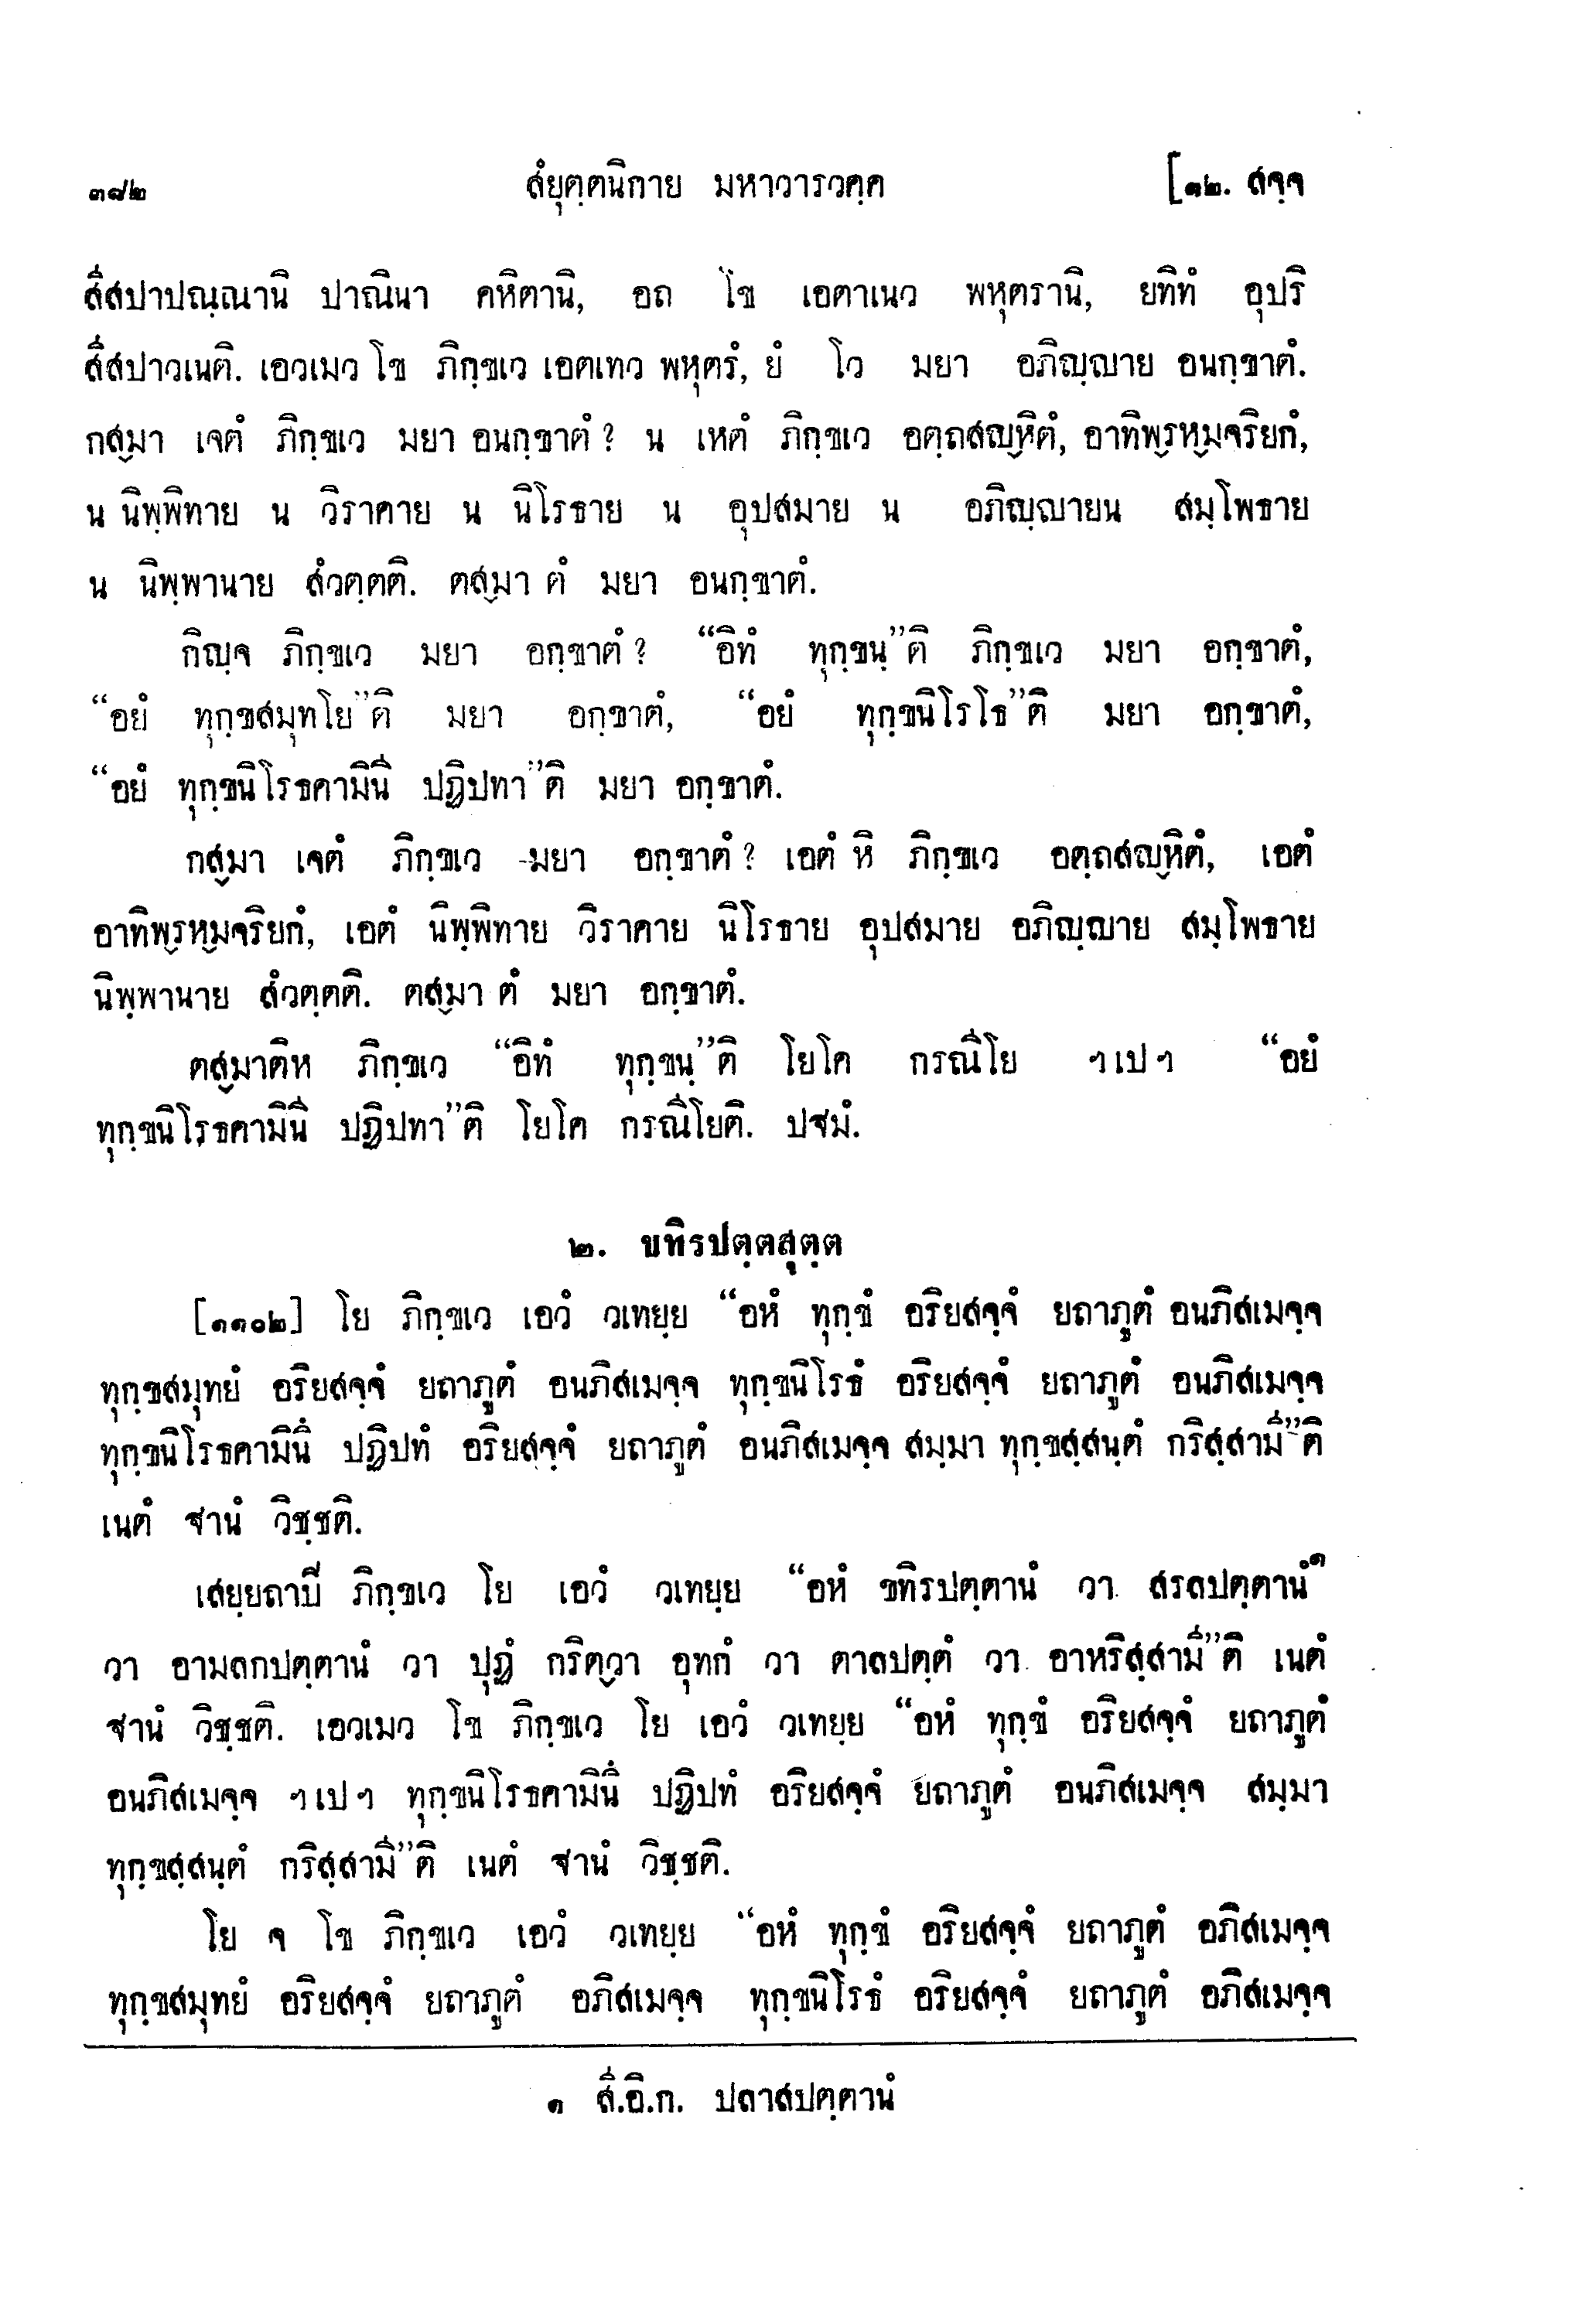 ๓๘๒ สํยุตฺตนิกาย มหาวารวคฺค [๑๒. สจฺจ
สีสปาปณฺณานิ ปาณินา คหิตานิ, อถ โข เอตาเนว พหุตรานิ, ยทิทํ อุปริ
สีสปาวเนติ. เอวเมว โข ภิกฺขเว เอตเทว พหุตรํ, ยํ โว มยา อภิญฺญาย อนกฺขาตํ.
กสฺมา เจตํ ภิกฺขเว มยา อนกฺขาตํ? น เหตํ ภิกฺขเว อตฺถสญฺหิตํ, อาทิพฺรหฺมจริยกํ,
น นิพฺพิทาย น วิราคาย น นิโรธาย น อุปสมาย น อภิญฺญายน สมฺโพธาย
น นิพฺพานาย สํวตฺตติ. ตสฺมา ตํ มยา อนกฺขาตํ.
กิญฺจ ภิกฺขเว มยา อกฺขาตํ? “อิทํ ทุกฺขนฺ”ติ ภิกฺขเว มยา อกฺขาตํ,
“อยํ ทุกฺขสมุทโย”ติ มยา อกฺขาตํ, “อยํ ทุกฺขนิโรโธ”ติ มยา อกฺขาตํ,
“อยํ ทุกฺขนิโรธคามินี ปฏิปทา”ติ มยา อกฺขาตํ.
กสฺมา เจตํ ภิกฺขเว มยา อกฺขาตํ? เอตํ หิ ภิกฺขเว อตฺถสญฺหิตํ, เอตํ
อาทิพฺรหฺมจริยกํ, เอตํ นิพฺพิทาย วิราคาย นิโรธาย อุปสมาย อภิญฺญาย สมฺโพธาย
นิพฺพานาย สํวตฺตติ. ตสฺมา ตํ มยา อกฺขาตํ.
ตสฺมาติห ภิกฺขเว “อิทํ ทุกฺขนฺ”ติ โยโค กรณีโย ฯเปฯ “อยํ
ทุกฺขนิโรธคามินี ปฏิปทา”ติ โยโค กรณีโยติ. ปฐมํ.
๒. ขทิรปตฺตสุตฺต
[๑๑๐๒] โย ภิกฺขเว เอวํ วเทยฺย “อหํ ทุกฺขํ อริยสจฺจํ ยถาภูตํ อนภิสเมจฺจ
ทุกฺขสมุทยํ อริยสจฺจํ ยถาภูตํ อนภิสเมจฺจ ทุกฺขนิโรธํ อริยสจฺจํ ยถาภูตํ อนภิสเมจฺจ
ทุกฺขนิโรธคามินึ ปฏิปทํ อริยสจฺจํ ยถาภูตํ อนภิสเมจฺจ สมฺมา ทุกฺขสฺสนฺตํ กริสฺสามี”ติ
เนตํ ฐานํ วิชฺชติ.
เสยฺยถาปิ ภิกฺขเว โย เอวํ วเทยฺย “อหํ ขทิรปตฺตานํ วา สรลปตฺตานํ๑
วา อามลกปตฺตานํ วา ปุฏํ กริตฺวา อุทกํ วา ตาลปตฺตํ วา อาหริสฺสามี”ติ เนตํ
ฐานํ วิชฺชติ. เอวเมว โข ภิกฺขเว โย เอวํ วเทยฺย “อหํ ทุกฺขํ อริยสจฺจํ ยถาภูตํ
อนภิสเมจฺจ ฯเปฯ ทุกฺขนิโรธคามินึ ปฏิปทํ อริยสจฺจํ ยถาภูตํ อนภิสเมจฺจ สมฺมา
ทุกฺขสฺสนฺตํ กริสฺสามี”ติ เนตํ ฐานํ วิชฺชติ.
โย จ โข ภิกฺขเว เอวํ วเทยฺย “อหํ ทุกฺขํ อริยสจฺจํ ยถาภูตํ อภิสเมจฺจ
ทุกฺขสมุทยํ อริยสจฺจํ ยถาภูตํ อภิสเมจฺจ ทุกฺขนิโรธํ อริยสจฺจํ ยถาภูตํ อภิสเมจฺจ
๑ สี.อิ.ก. ปลาสปตฺตานํ